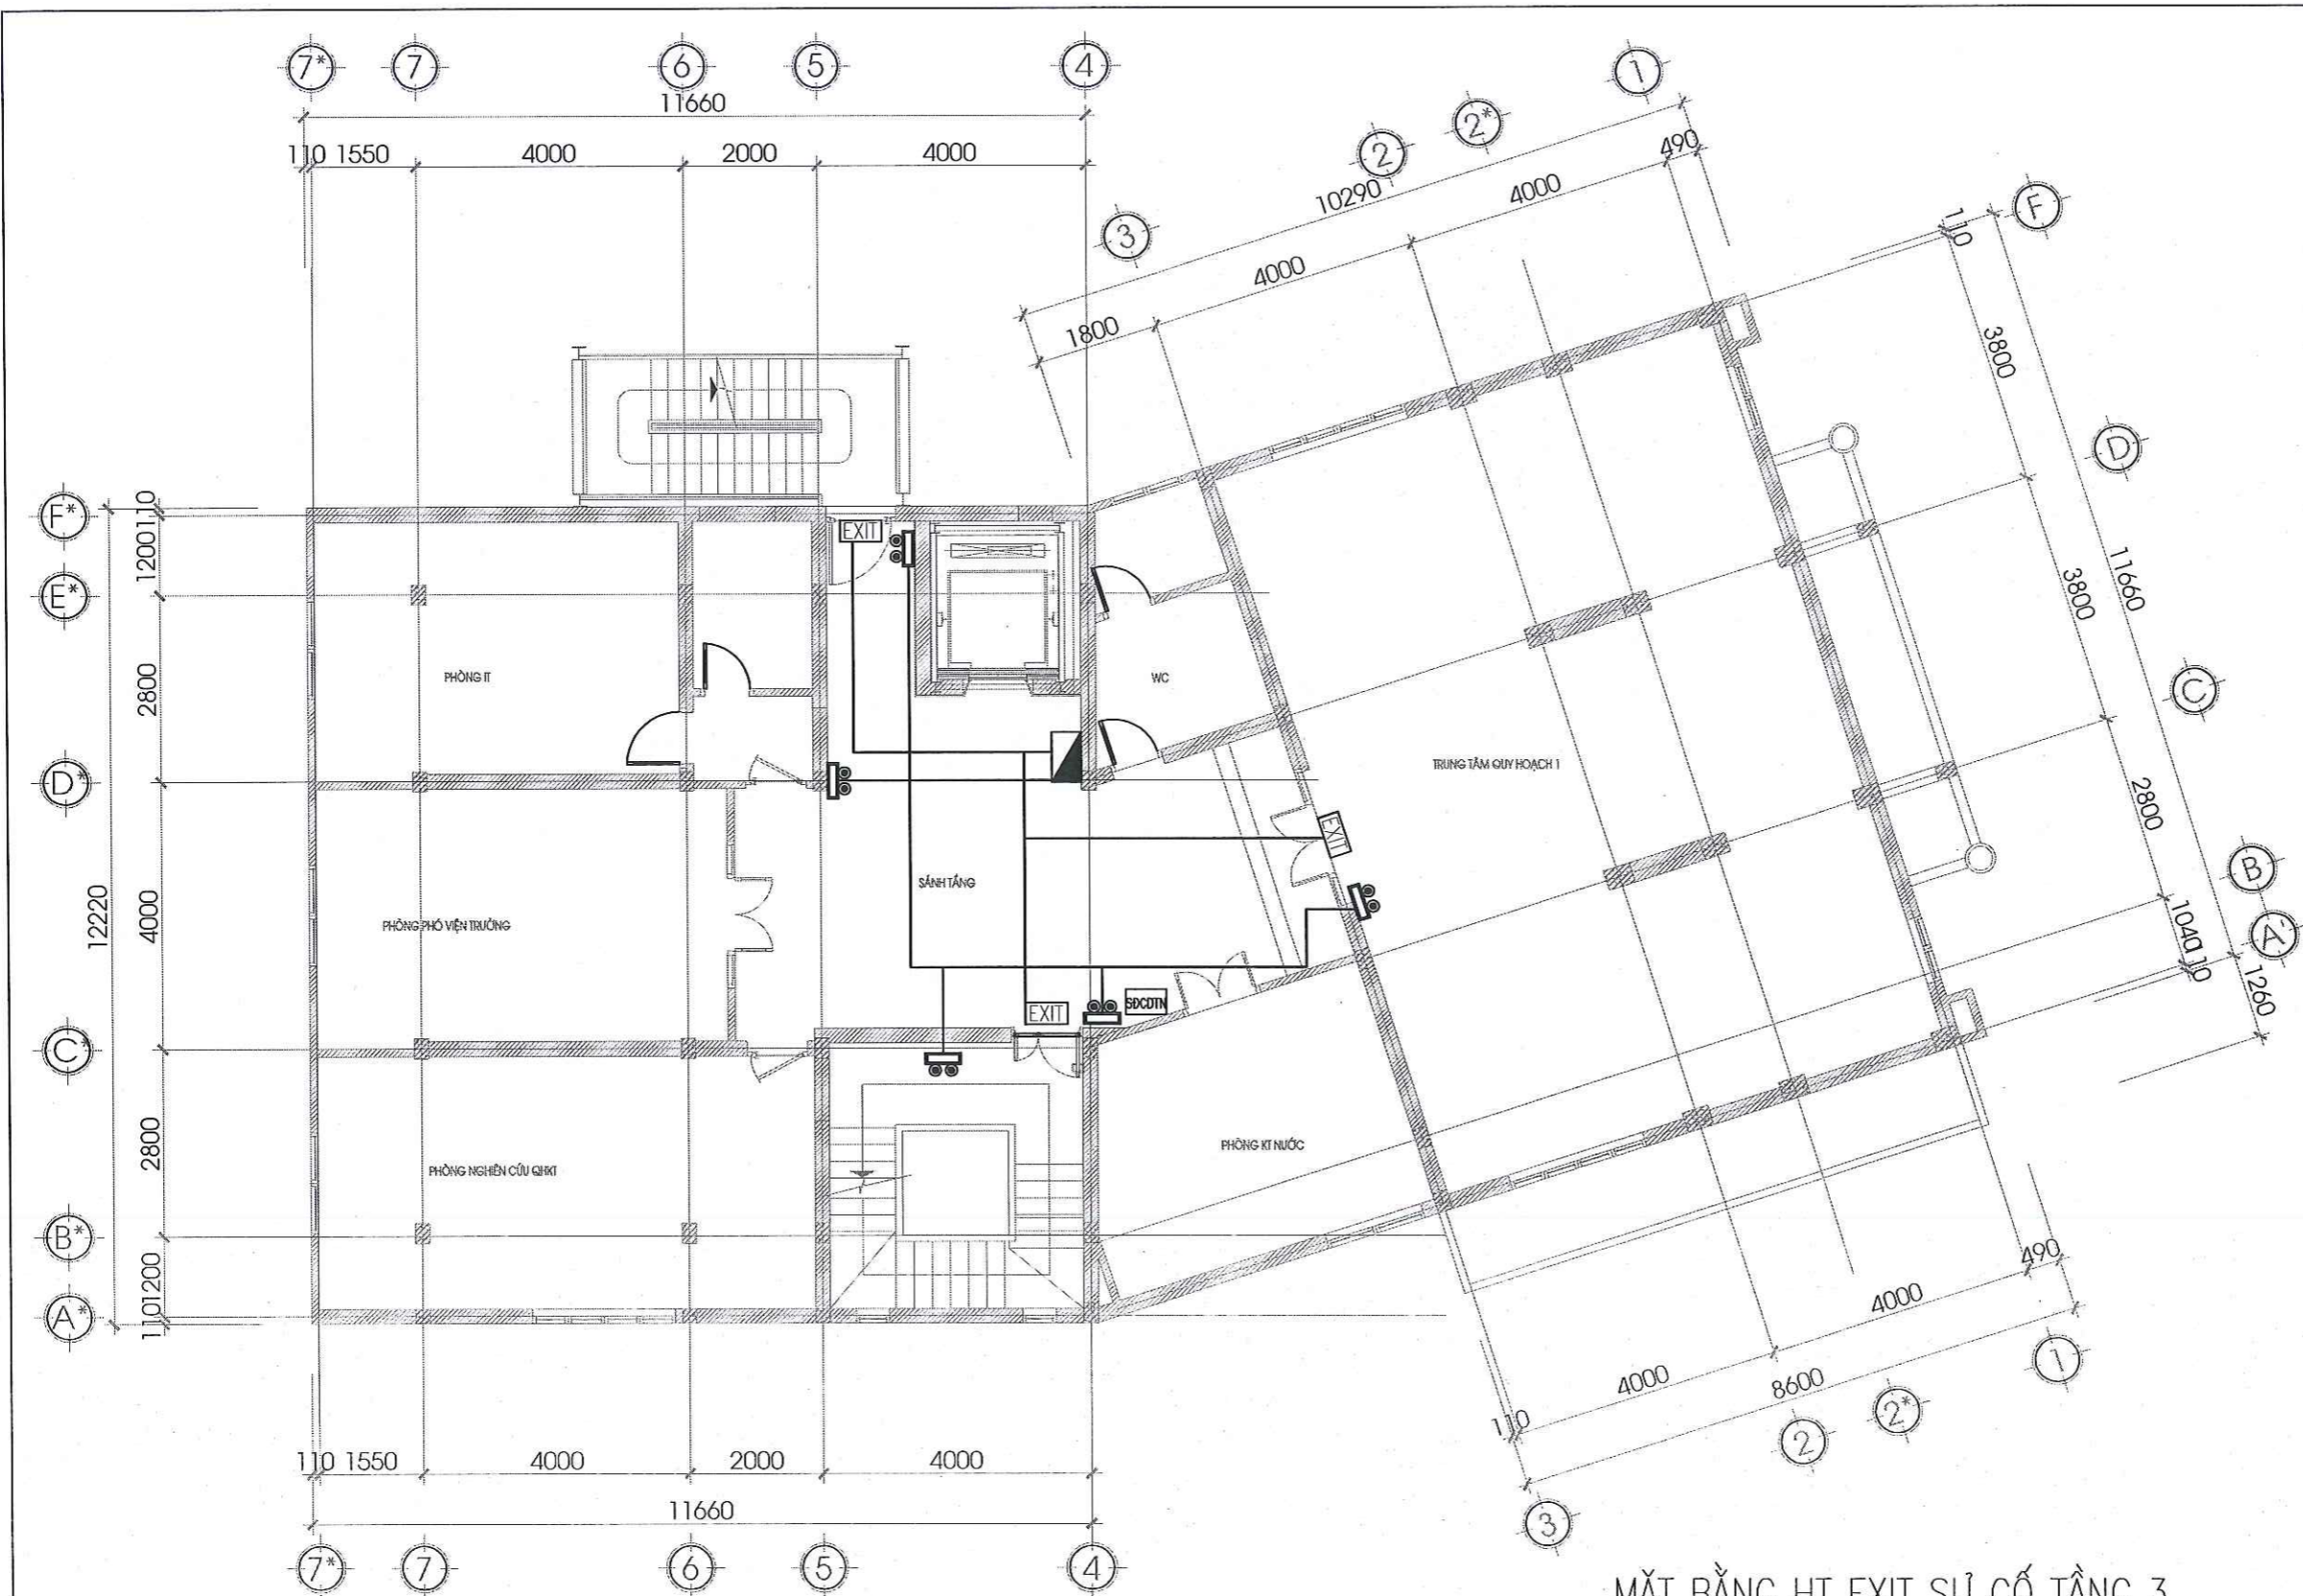 7* 7 6 5 4
11660
110 1550 4000 2000 4000
1
2*
2
3
10290
490
4000
4000
1800
F
D
C
B
A
110
3800
11660
3800
2800
1040
110
1260
F*
E*
D*
C*
B*
A*
110
1200
2800
4000
12220
2800
1200
110
EXIT
PHÒNG IT
WC
TRUNG TÂM QUY HOẠCH 1
EXIT
SẢNH TẦNG
PHÒNG PHÓ VIỆN TRƯỞNG
EXIT
SĐCDTN
PHÒNG KT NƯỚC
PHÒNG NGHIÊN CỨU QHKT
490
4000
4000
8600
110
1
2*
2
3
110 1550 4000 2000 4000
11660
7* 7 6 5 4
MẶT BẰNG HT EXIT SỰ CỐ TẦNG 3